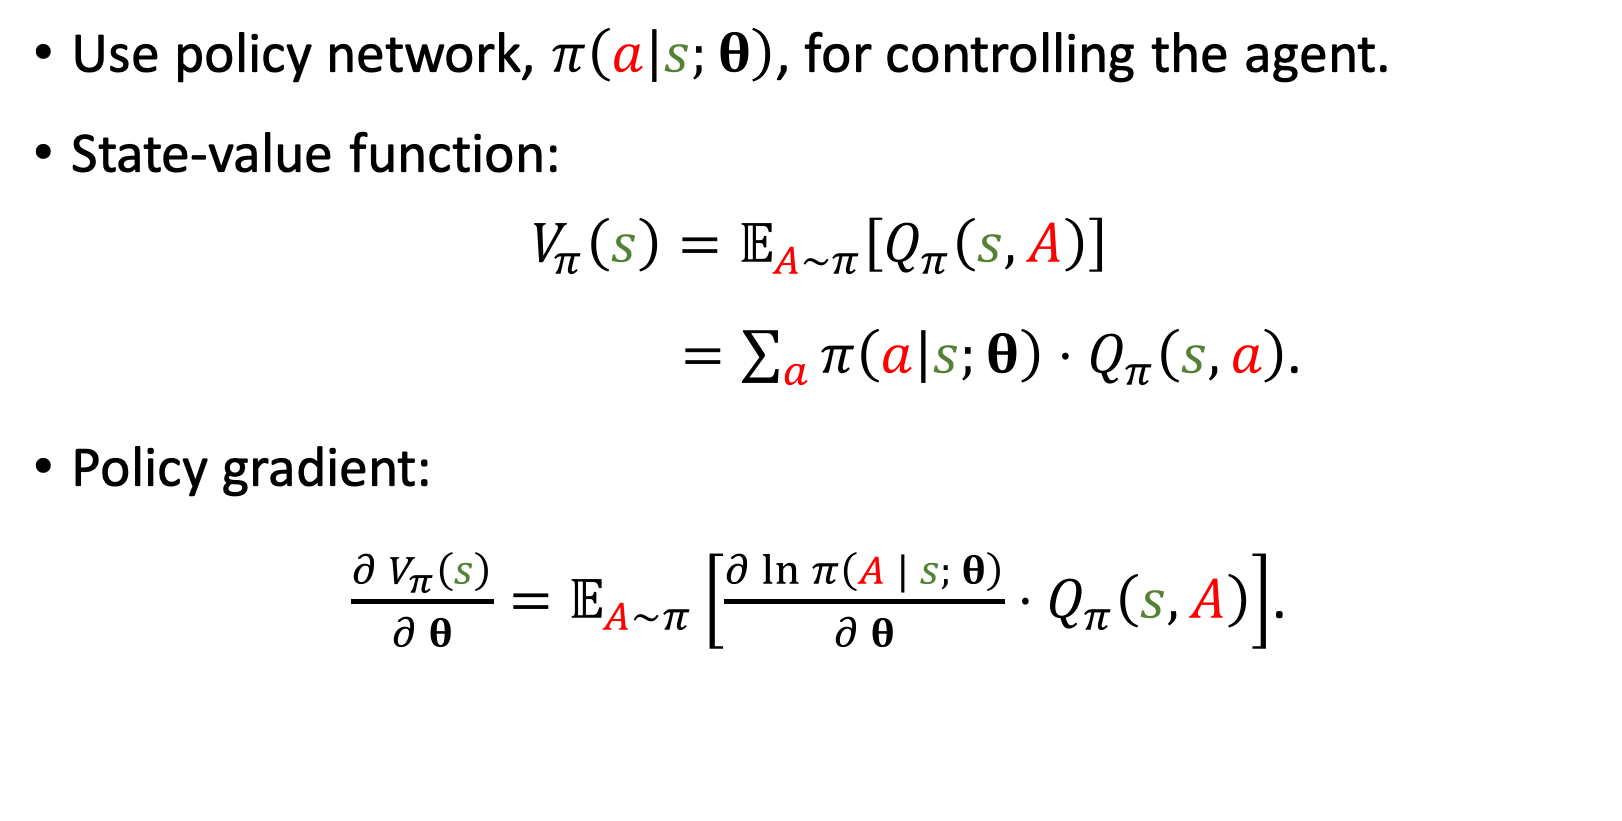 • Use policy network, π(a|s; θ), for controlling the agent.
• State-value function:
V_π(s) = 𝔼_{A~π}[Q_π(s, A)]
= ∑_a π(a|s; θ) · Q_π(s, a).
• Policy gradient:
∂ V_π(s) / ∂ θ = 𝔼_{A~π} [∂ ln π(A | s; θ) / ∂ θ · Q_π(s, A)].